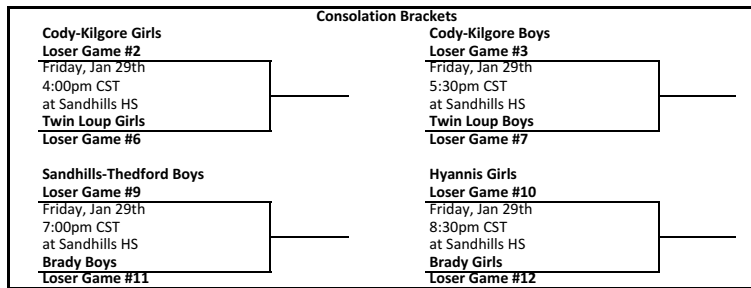 Consolation Brackets
Cody-Kilgore Girls
Loser Game #2
Friday, Jan 29th
4:00pm CST
at Sandhills HS
Twin Loup Girls
Loser Game #6
Cody-Kilgore Boys
Loser Game #3
Friday, Jan 29th
5:30pm CST
at Sandhills HS
Twin Loup Boys
Loser Game #7
Sandhills-Thedford Boys
Loser Game #9
Friday, Jan 29th
7:00pm CST
at Sandhills HS
Brady Boys
Loser Game #11
Hyannis Girls
Loser Game #10
Friday, Jan 29th
8:30pm CST
at Sandhills HS
Brady Girls
Loser Game #12